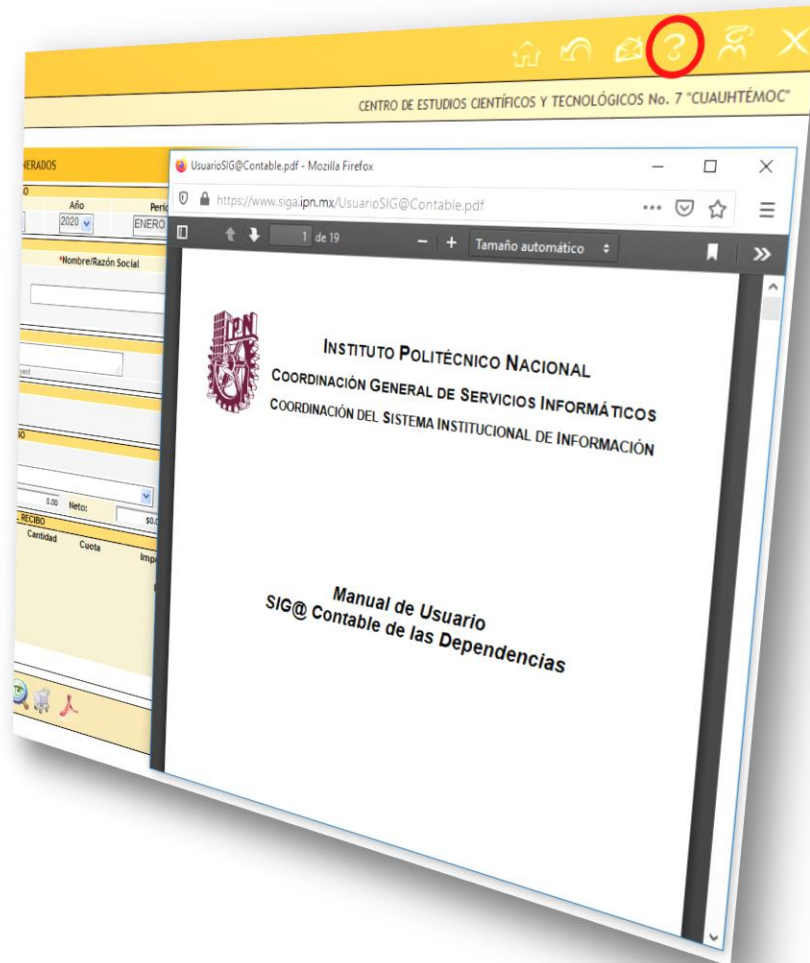 CENTRO DE ESTUDIOS CIENTÍFICOS Y TECNOLÓGICOS No. 7 "CUAUHTÉMOC"
Año
2020
ENERO
*Nombre/Razón Social
0.00 Neto:
RECIBO
Cantidad Cuota
UsuarioSIG@Contable.pdf - Mozilla Firefox
https://www.siga.ipn.mx/UsuarioSIG@Contable.pdf
1 de 19 Tamaño automático
IPN
INSTITUTO POLITÉCNICO NACIONAL
COORDINACIÓN GENERAL DE SERVICIOS INFORMÁTICOS
COORDINACIÓN DEL SISTEMA INSTITUCIONAL DE INFORMACIÓN
Manual de Usuario
SIG@ Contable de las Dependencias